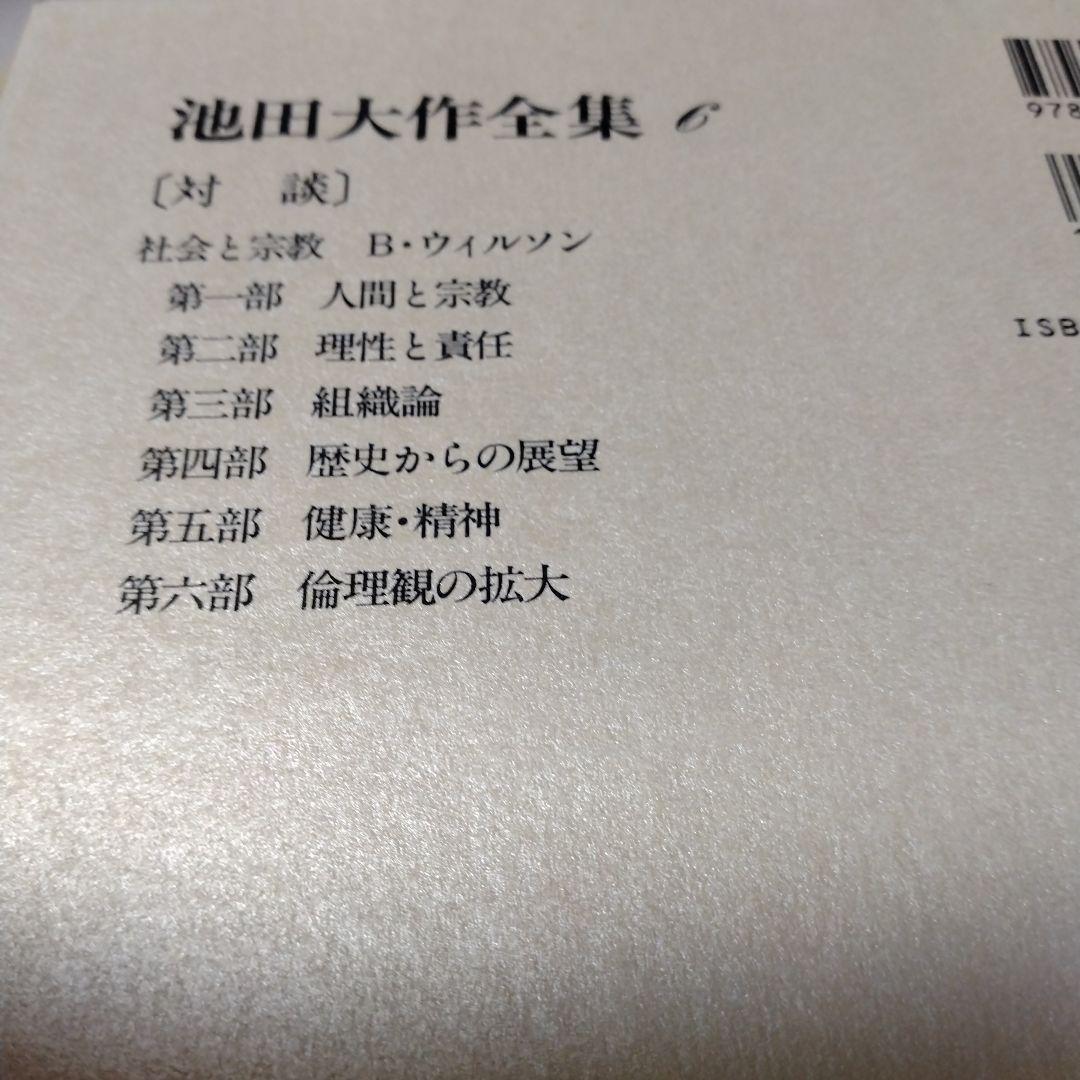 池田大作全集 6
〔対 談〕
社会と宗教 B・ウィルソン
第一部 人間と宗教
第二部 理性と責任
第三部 組織論
第四部 歴史からの展望
第五部 健康・精神
第六部 倫理観の拡大
978
ISB